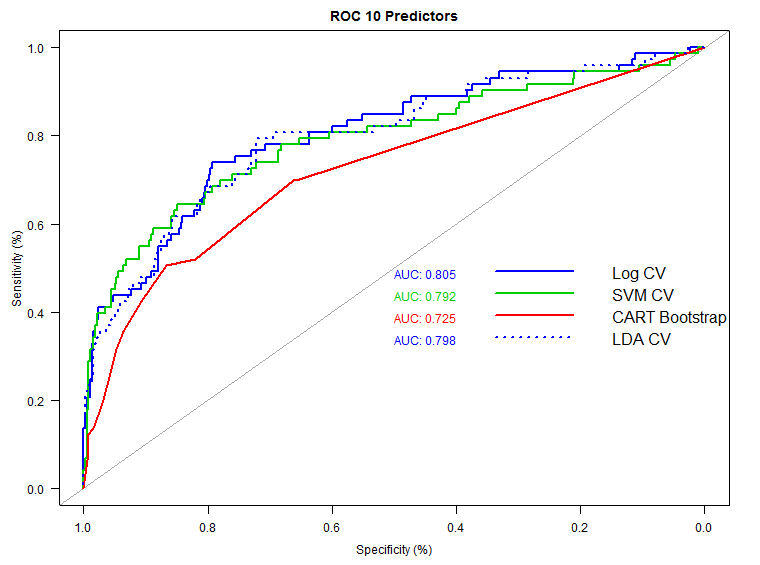 ROC 10 Predictors
Sensitivity (%)
1.0
0.8
0.6
0.4
0.2
0.0
AUC: 0.805 Log CV
AUC: 0.792 SVM CV
AUC: 0.725 CART Bootstrap
AUC: 0.798 LDA CV
1.0 0.8 0.6 0.4 0.2 0.0
Specificity (%)